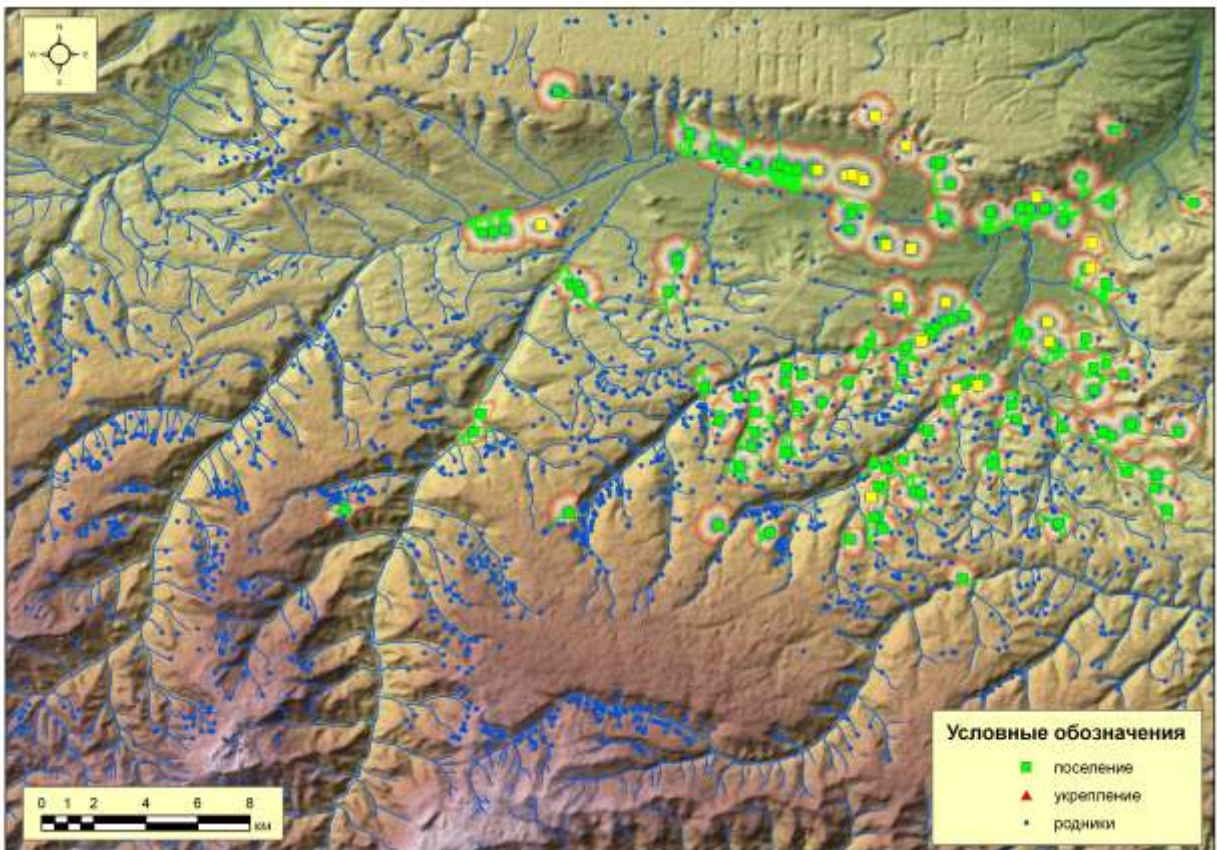 N
W E
S
Условные обозначения
поселение
укрепление
родники
0 1 2 4 6 8
км